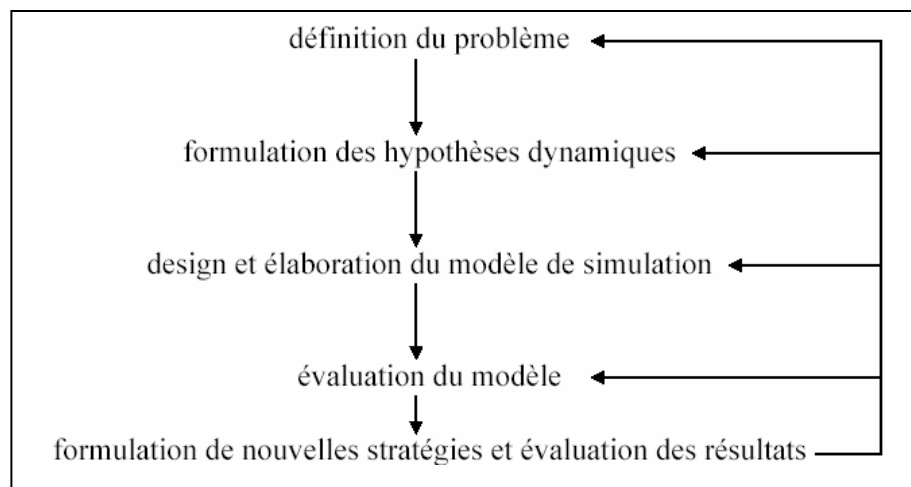 définition du problème
formulation des hypothèses dynamiques
design et élaboration du modèle de simulation
évaluation du modèle
formulation de nouvelles stratégies et évaluation des résultats